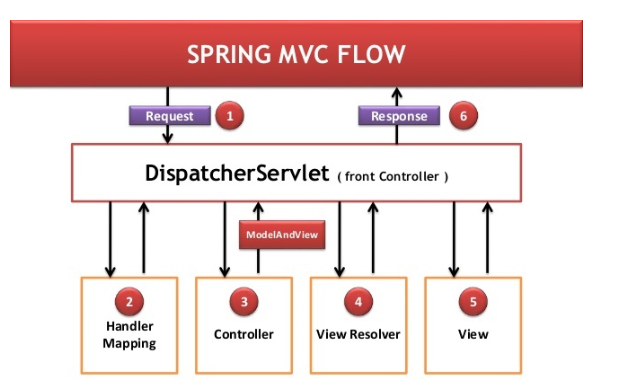 SPRING MVC FLOW
Request 1
Response 6
DispatcherServlet ( front Controller )
ModelAndView
2
Handler
Mapping
3
Controller
4
View Resolver
5
View